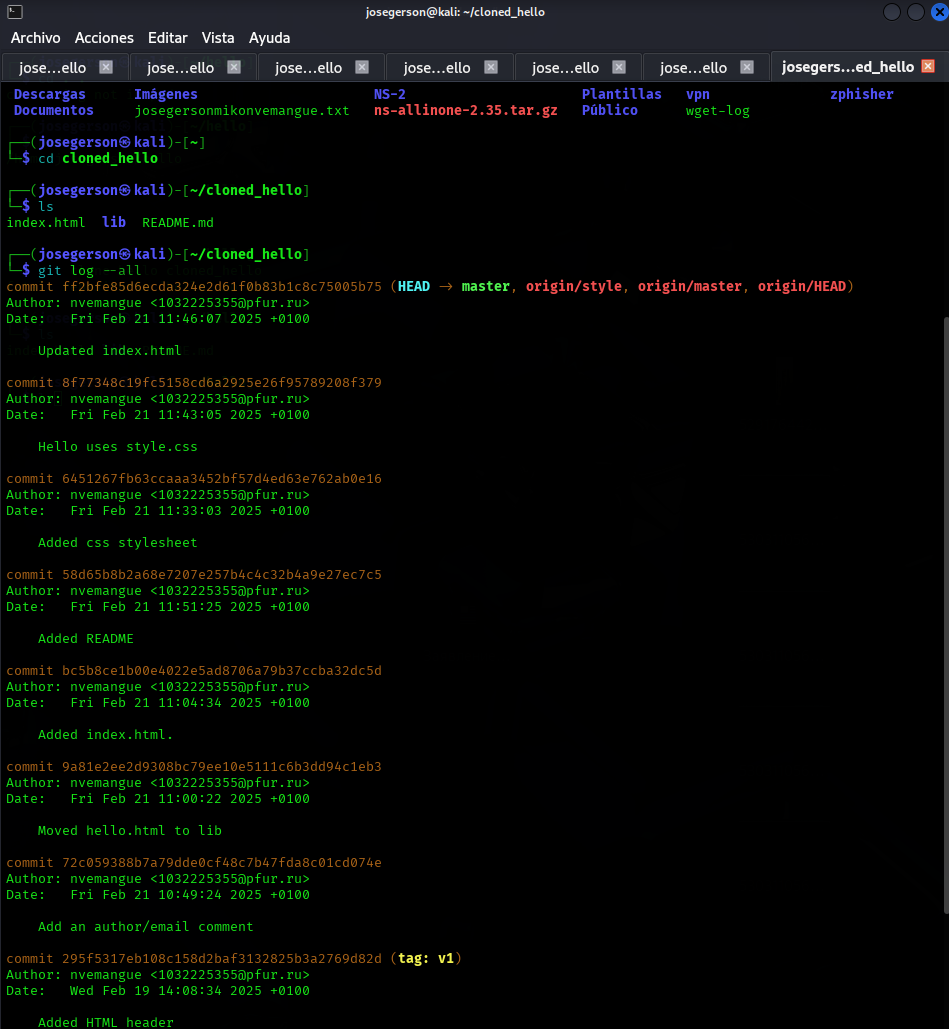 josegerson@kali: ~/cloned_hello
Archivo Acciones Editar Vista Ayuda
jose...ello jose...ello jose...ello jose...ello jose...ello jose...ello josegers...ed_hello
Descargas Imágenes NS-2 Plantillas vpn zphisher
Documentos josegersonmikonvemangue.txt ns-allinone-2.35.tar.gz Público wget-log
┌──(josegerson㉿kali)-[~]
└─$ cd cloned_hello
┌──(josegerson㉿kali)-[~/cloned_hello]
└─$ ls
index.html lib README.md
┌──(josegerson㉿kali)-[~/cloned_hello]
└─$ git log --all
commit ff2bfe85d6ecda324e2d61f0b83b1c8c75005b75 (HEAD -> master, origin/style, origin/master, origin/HEAD)
Author: nvemangue <1032225355@pfur.ru>
Date: Fri Feb 21 11:46:07 2025 +0100
Updated index.html
commit 8f77348c19fc5158cd6a2925e26f95789208f379
Author: nvemangue <1032225355@pfur.ru>
Date: Fri Feb 21 11:43:05 2025 +0100
Hello uses style.css
commit 6451267fb63ccaaa3452bf57d4ed63e762ab0e16
Author: nvemangue <1032225355@pfur.ru>
Date: Fri Feb 21 11:33:03 2025 +0100
Added css stylesheet
commit 58d65b8b2a68e7207e257b4c4c32b4a9e27ec7c5
Author: nvemangue <1032225355@pfur.ru>
Date: Fri Feb 21 11:51:25 2025 +0100
Added README
commit bc5b8ce1b00e4022e5ad8706a79b37ccba32dc5d
Author: nvemangue <1032225355@pfur.ru>
Date: Fri Feb 21 11:04:34 2025 +0100
Added index.html.
commit 9a81e2ee2d9308bc79ee10e5111c6b3dd94c1eb3
Author: nvemangue <1032225355@pfur.ru>
Date: Fri Feb 21 11:00:22 2025 +0100
Moved hello.html to lib
commit 72c059388b7a79dde0cf48c7b47fda8c01cd074e
Author: nvemangue <1032225355@pfur.ru>
Date: Fri Feb 21 10:49:24 2025 +0100
Add an author/email comment
commit 295f5317eb108c158d2baf3132825b3a2769d82d (tag: v1)
Author: nvemangue <1032225355@pfur.ru>
Date: Wed Feb 19 14:08:34 2025 +0100
Added HTML header